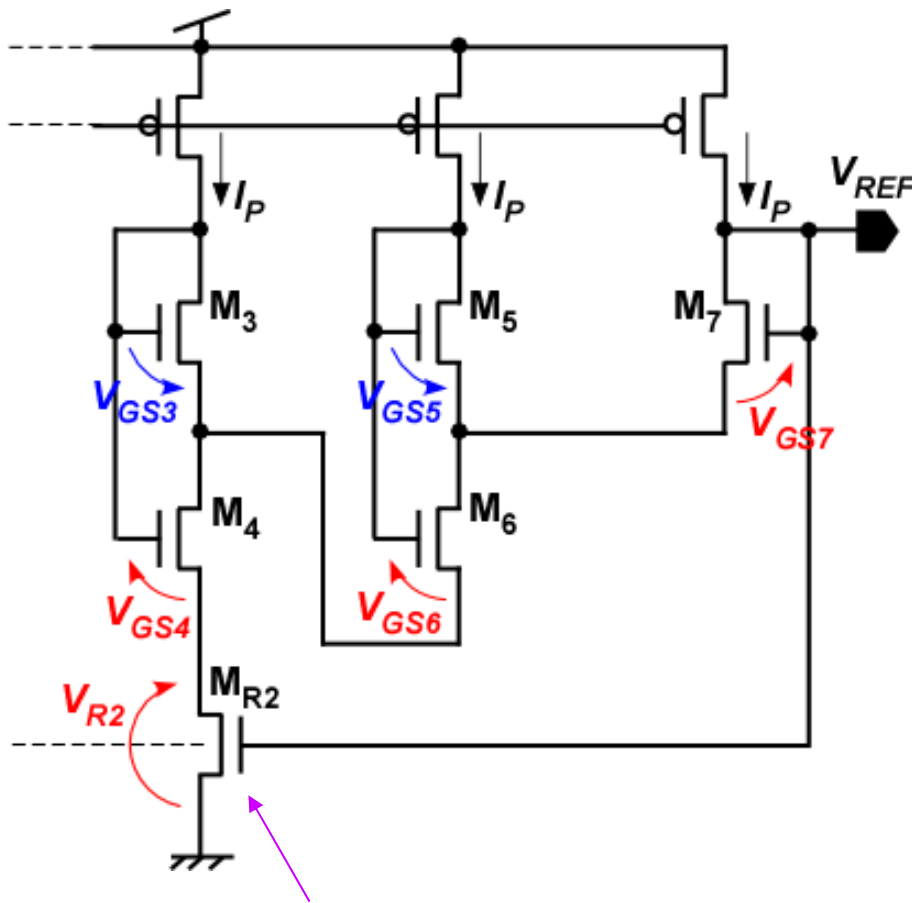 V_REF
I_P
I_P
I_P
M_3
M_5
M_7
V_GS3
V_GS5
V_GS7
M_4
M_6
V_GS4
V_GS6
M_R2
V_R2